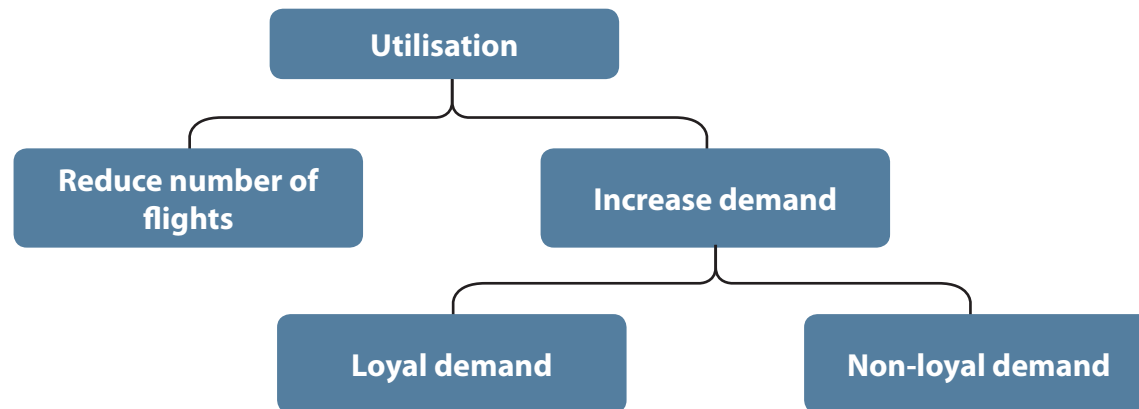 Utilisation
Reduce number of
flights
Increase demand
Loyal demand
Non-loyal demand